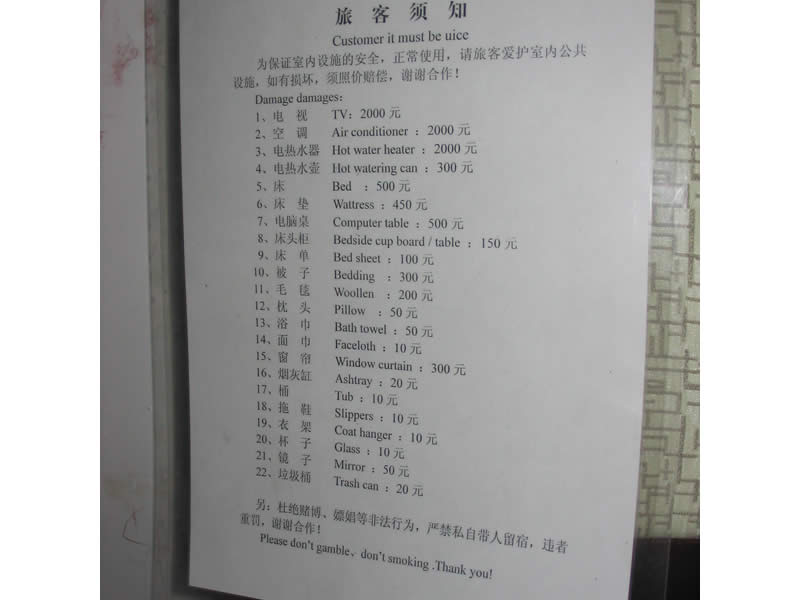 旅客须知
Customer it must be uice
为保证室内设施的安全，正常使用，请旅客爱护室内公共
设施，如有损坏，须照价赔偿，谢谢合作！
Damage damages：
1、电 视 TV：2000 元
2、空 调 Air conditioner ：2000 元
3、电热水器 Hot water heater ：2000 元
4、电热水壶 Hot watering can ：300 元
5、床 Bed ：500 元
6、床 垫 Wattress ：450 元
7、电脑桌 Computer table ：500 元
8、床头柜 Bedside cup board / table ：150 元
9、床 单 Bed sheet ：100 元
10、被 子 Bedding ：300 元
11、毛 毯 Woollen ：200 元
12、枕 头 Pillow ：50 元
13、浴 巾 Bath towel ：50 元
14、面 巾 Faceloth ：10 元
15、窗 帘 Window curtain ：300 元
16、烟灰缸 Ashtray ：20 元
17、桶 Tub ：10 元
18、拖 鞋 Slippers ：10 元
19、衣 架 Coat hanger ：10 元
20、杯 子 Glass ：10 元
21、镜 子 Mirror ：50 元
22、垃圾桶 Trash can ：20 元
另：杜绝赌博、嫖娼等非法行为，严禁私自带人留宿，违者
重罚，谢谢合作！
Please don't gamble、don't smoking .Thank you!